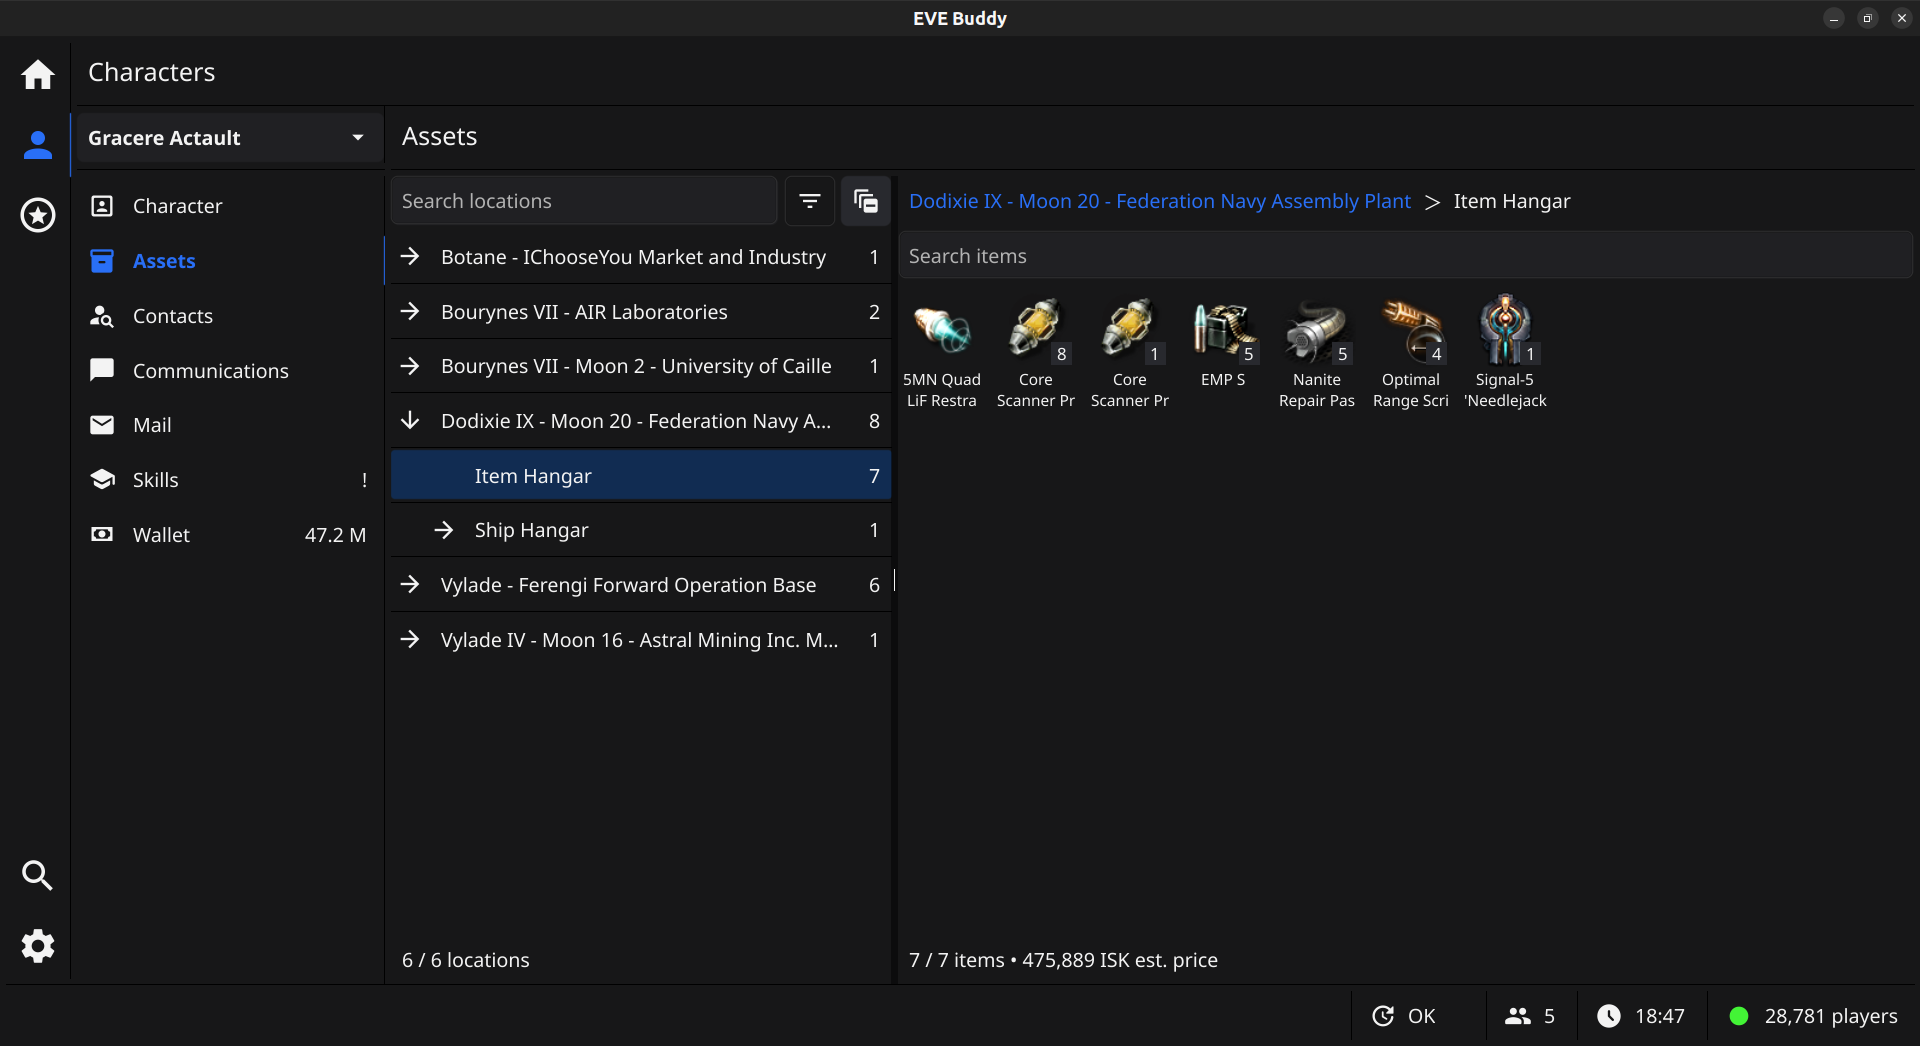 EVE Buddy
Characters
Gracere Actault
Assets
Character
Assets
Contacts
Communications
Mail
Skills !
Wallet 47.2 M
Search locations
Botane - IChooseYou Market and Industry 1
Bourynes VII - AIR Laboratories 2
Bourynes VII - Moon 2 - University of Caille 1
Dodixie IX - Moon 20 - Federation Navy A... 8
Item Hangar 7
Ship Hangar 1
Vylade - Ferengi Forward Operation Base 6
Vylade IV - Moon 16 - Astral Mining Inc. M... 1
6 / 6 locations
Dodixie IX - Moon 20 - Federation Navy Assembly Plant > Item Hangar
Search items
5MN Quad
LiF Restra
8
Core
Scanner Pr
1
Core
Scanner Pr
5
EMP S
5
Nanite
Repair Pas
4
Optimal
Range Scri
1
Signal-5
'Needlejack
7 / 7 items • 475,889 ISK est. price
OK
5
18:47
28,781 players